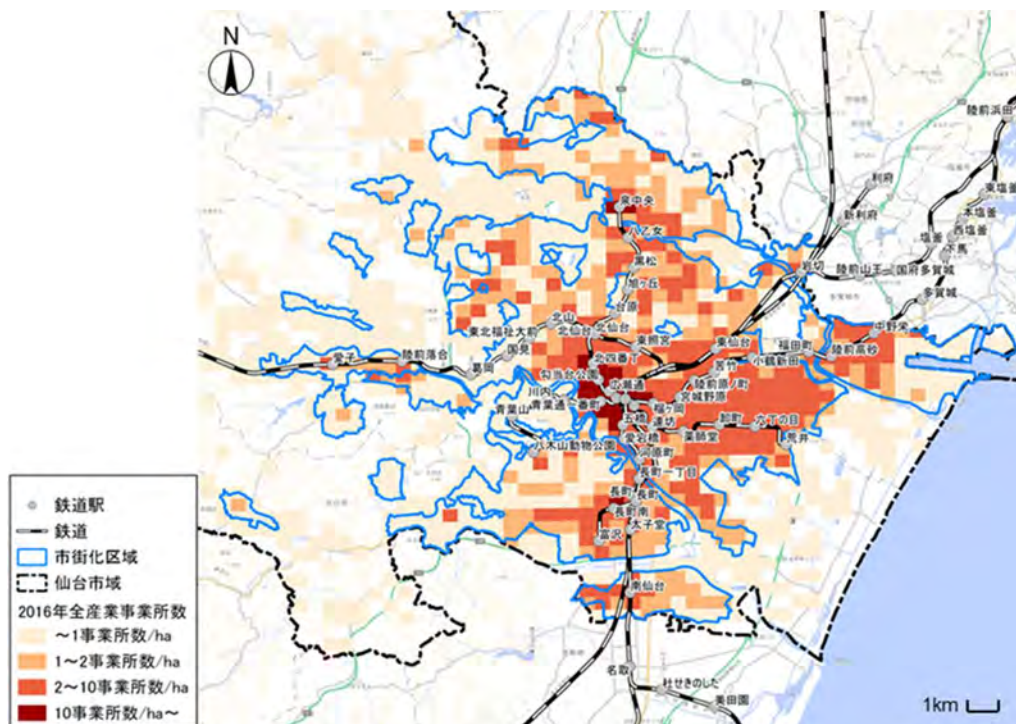 N
陸前浜田
利府
東塩釜
新利府
本塩釜
西塩釜
塩釜
下馬
泉中央
八乙女
黒松
岩切
陸前山王
国府多賀城
旭ヶ丘
多賀城
台原
北山
東北福祉大前
北仙台
北仙台
中野栄
国見
東照宮
東仙台
福田町
陸前高砂
愛子
陸前落合
葛岡
北四番丁
小鶴新田
苦竹
勾当台公園
陸前原ノ町
川内
広瀬通
宮城野原
青葉山
青葉通一番町
榴ヶ岡
五橋
連坊
卸町
六丁の目
薬師堂
荒井
愛宕橋
八木山動物公園
河原町
長町一丁目
長町
長町
長町南
太子堂
富沢
南仙台
名取
杜せきのした
美田園
鉄道駅
鉄道
市街化区域
仙台市域
2016年全産業事業所数
～1事業所数/ha
1～2事業所数/ha
2～10事業所数/ha
10事業所数/ha～
1km